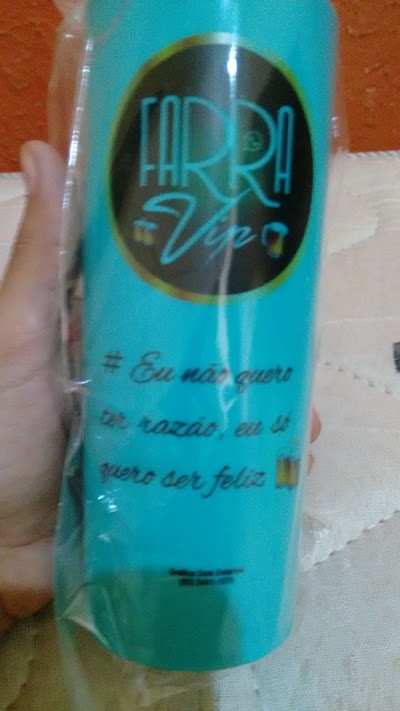 FARRA
Vip
# Eu não quero
ter razão, eu só
quero ser feliz